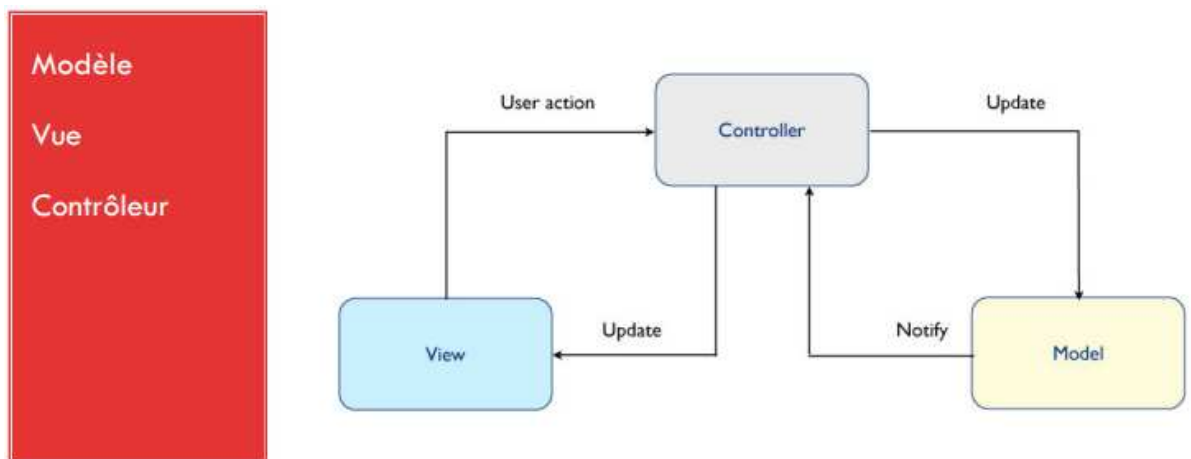 Modèle
Vue
Contrôleur
User action
Controller
Update
View
Update
Notify
Model